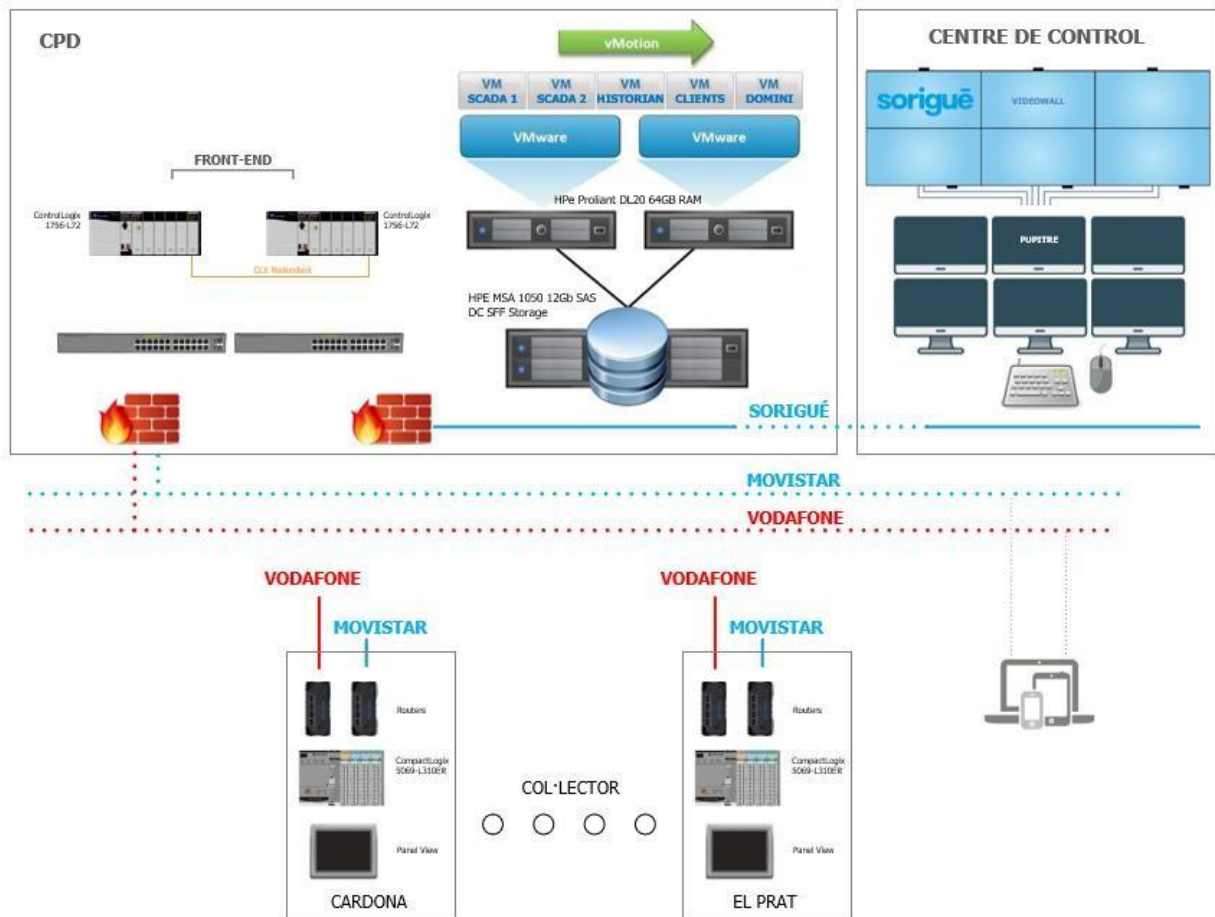 CPD
vMotion
VM
SCADA 1
VM
SCADA 2
VM
HISTORIAN
VM
CLIENTS
VM
DOMINI
VMware
VMware
FRONT-END
ControlLogix
1756-L72
ControlLogix
1756-L72
CLX Redundant
HPe Proliant DL20 64GB RAM
HPE MSA 1050 12Gb SAS
DC SFF Storage
CENTRE DE CONTROL
sorigué
VIDEOWALL
PUPITRE
SORIGUÉ
MOVISTAR
VODAFONE
VODAFONE
MOVISTAR
Routers
CompactLogix
5069-L310ER
Panel View
CARDONA
COL·LECTOR
VODAFONE
MOVISTAR
Routers
CompactLogix
5069-L310ER
Panel View
EL PRAT